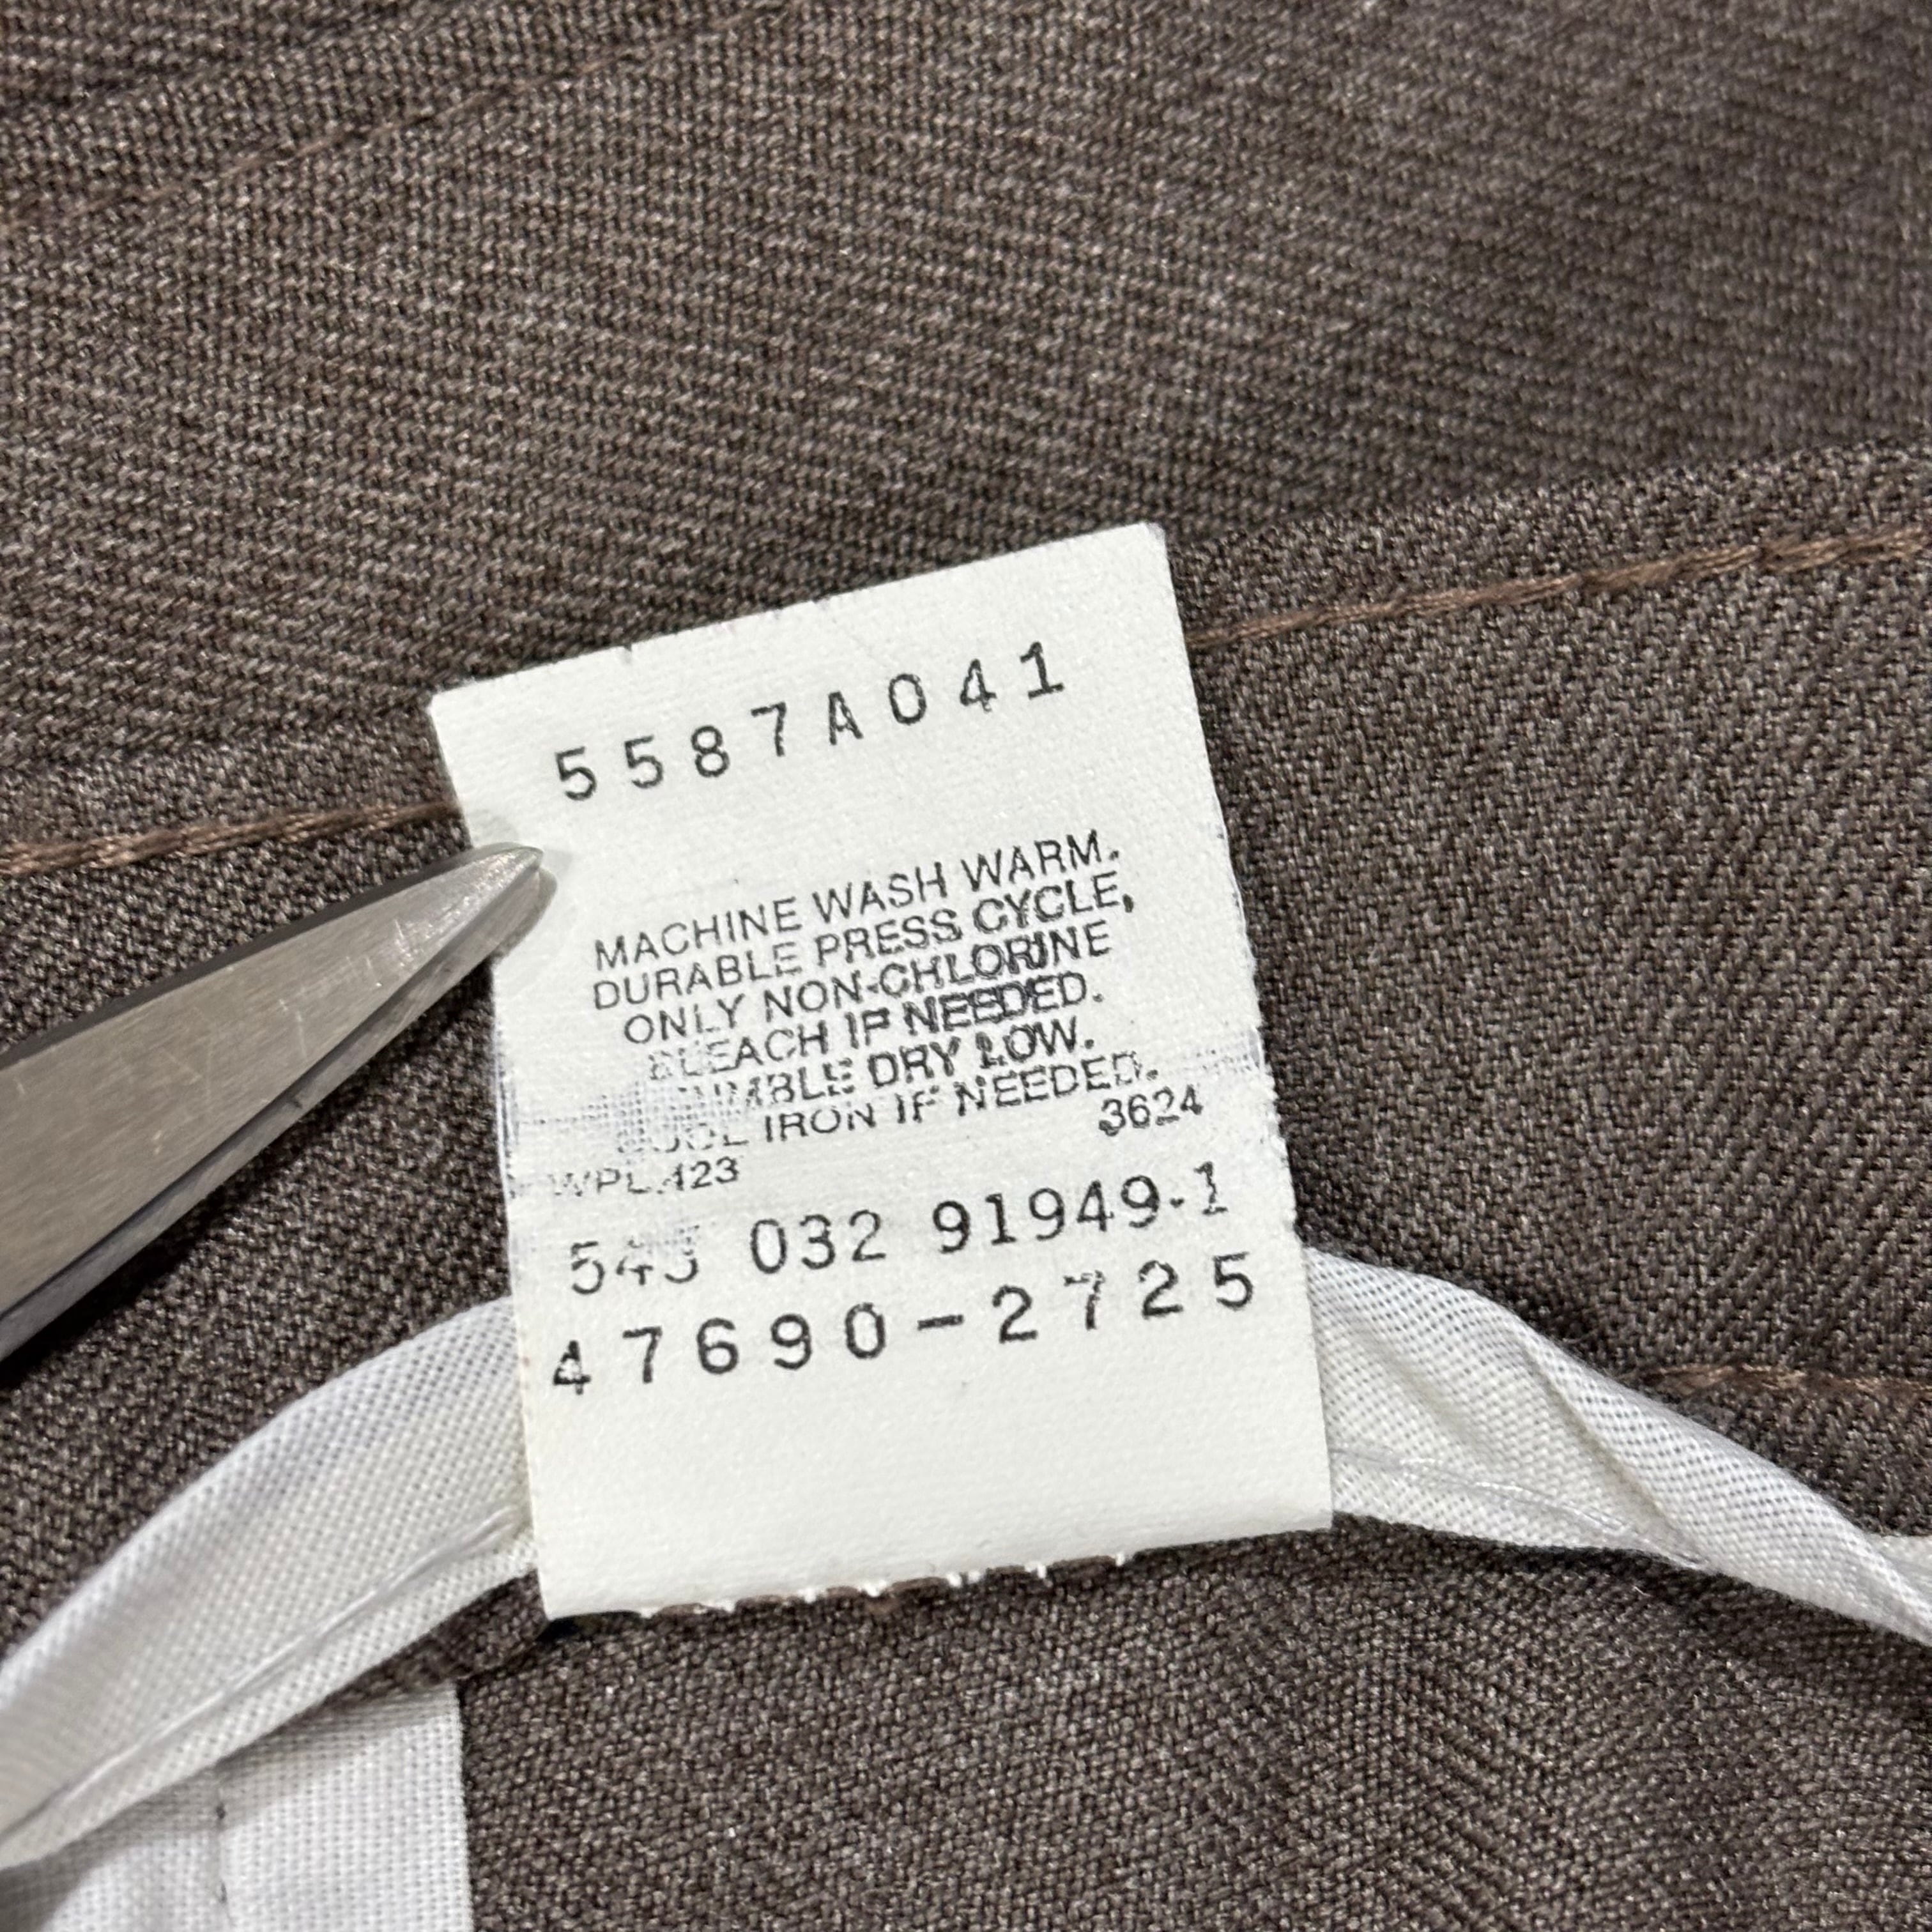 5587A041
MACHINE WASH WARM.
DURABLE PRESS CYCLE,
ONLY NON-CHLORINE
BLEACH IF NEEDED.
TUMBLE DRY LOW.
COOL IRON IF NEEDED.
3624
WPL 423
032 91949-1
47690-2725